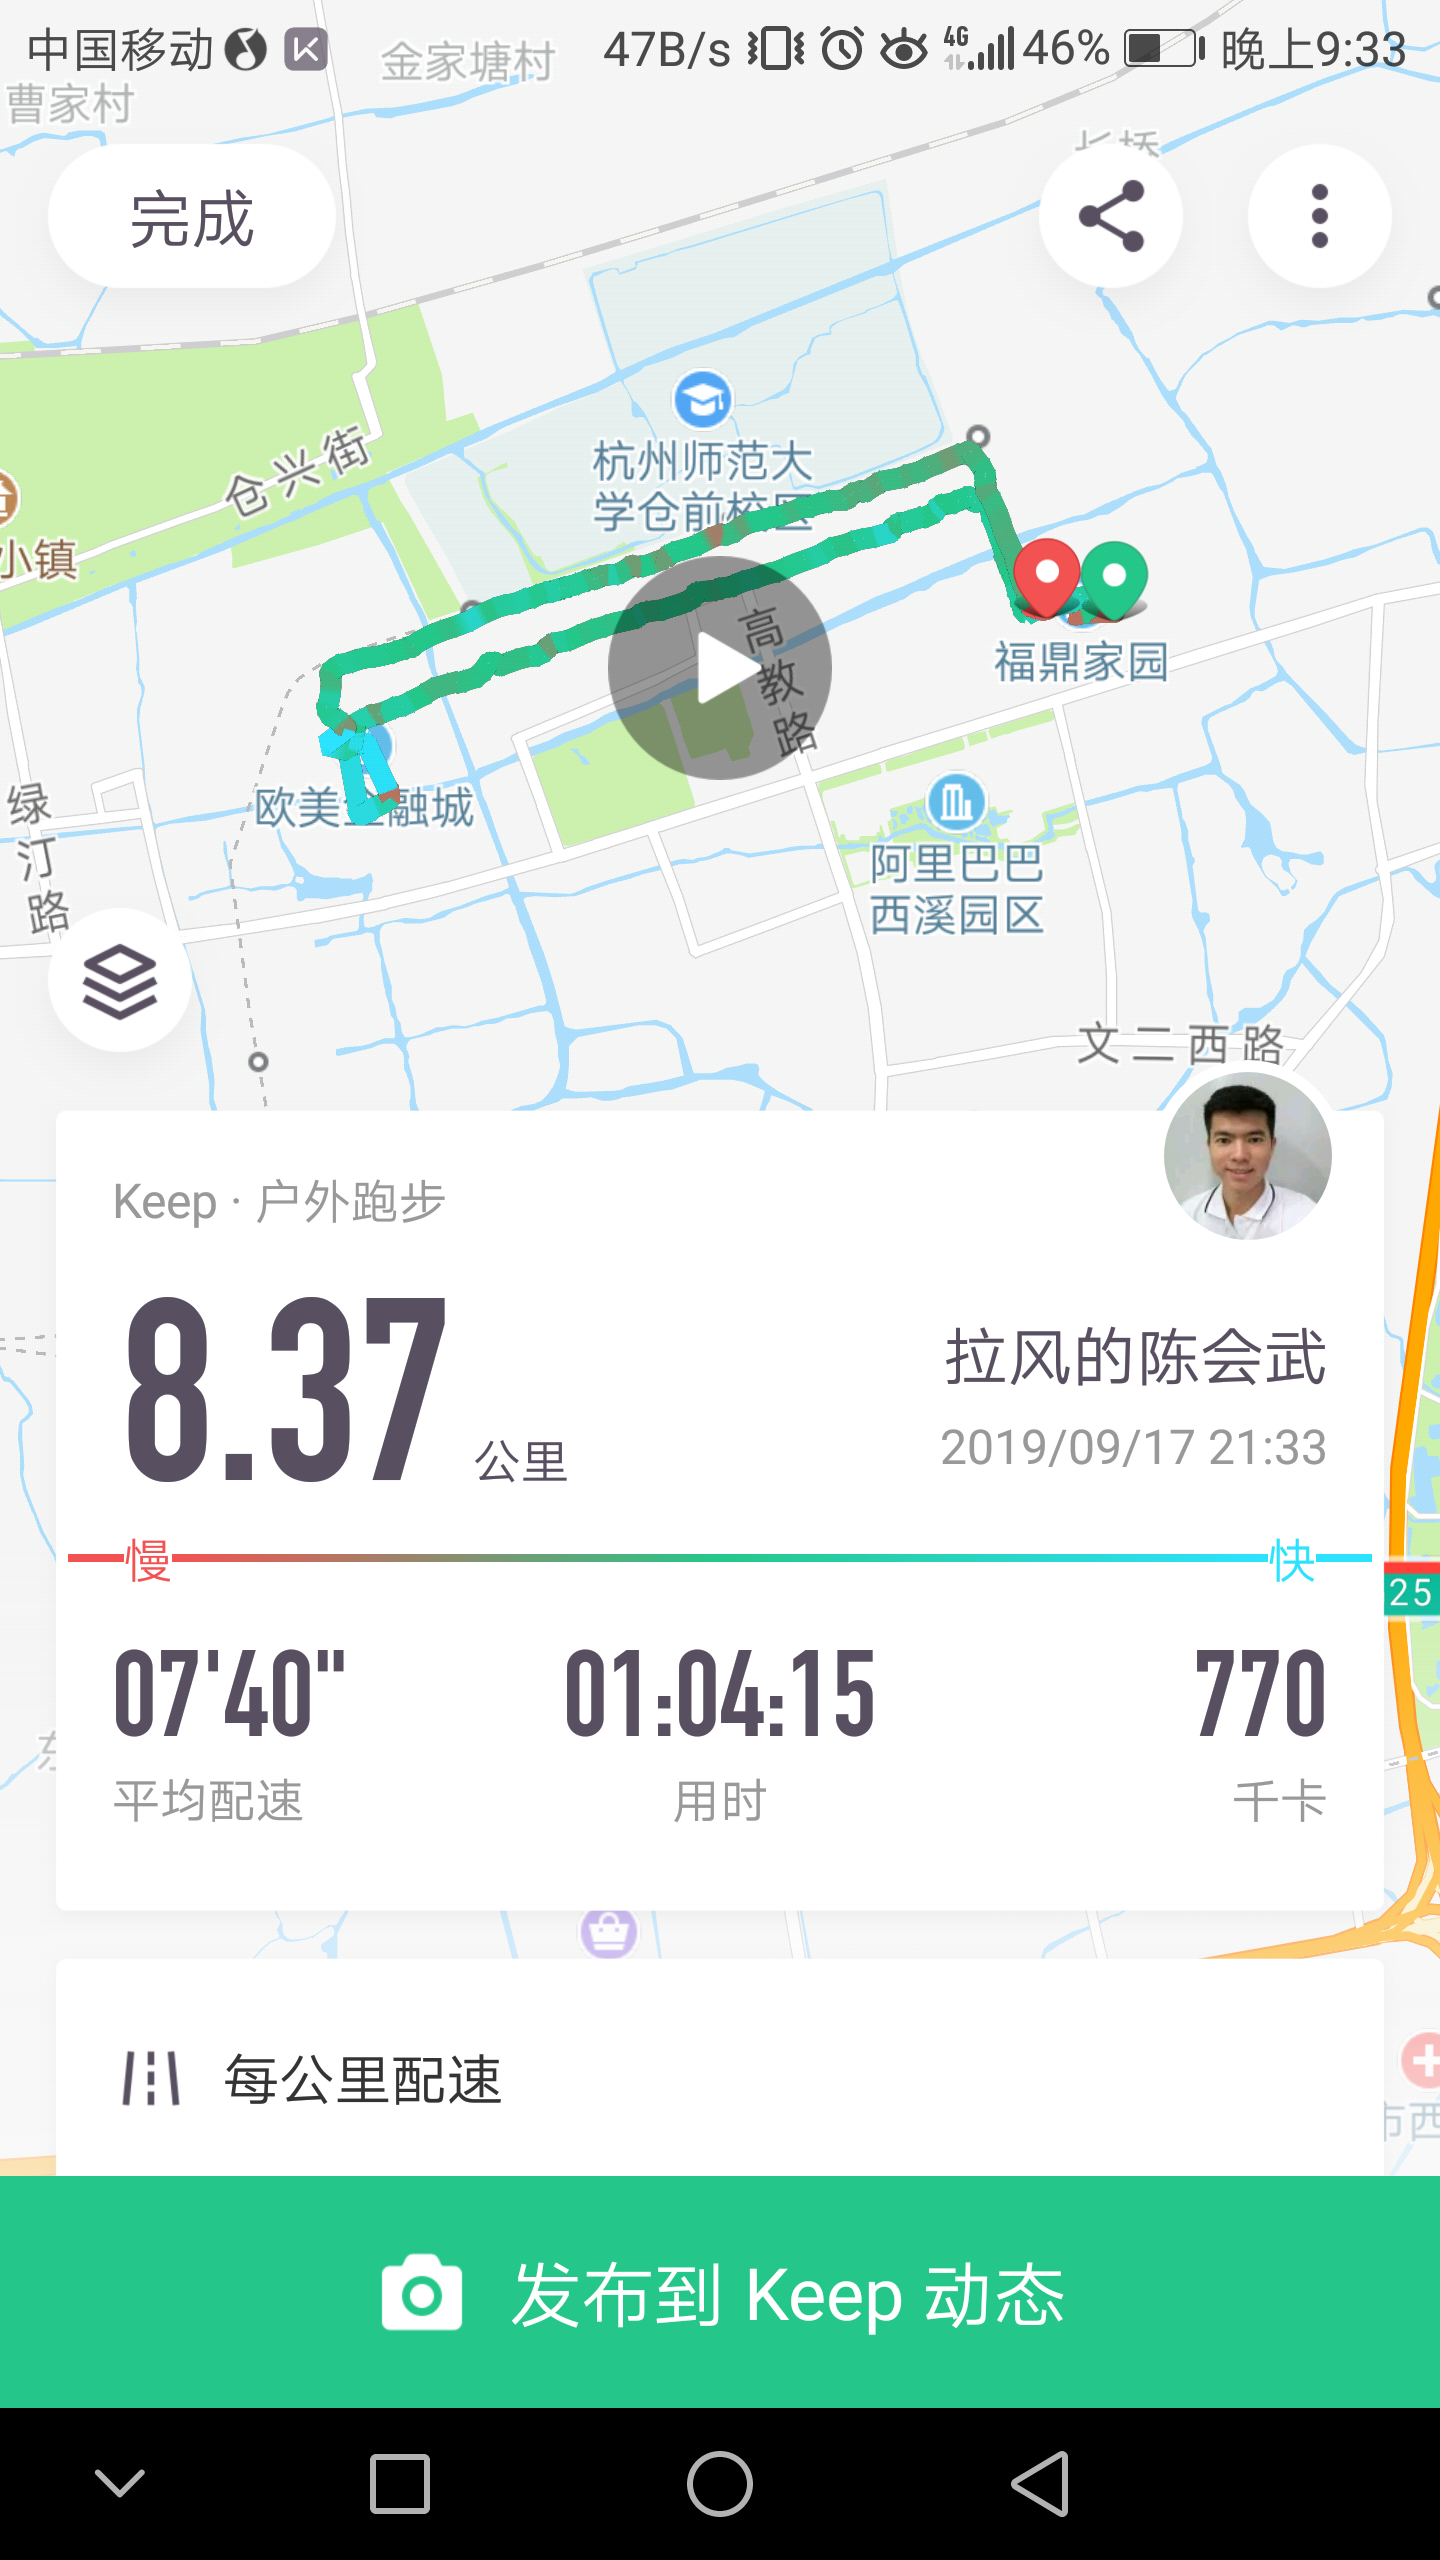 中国移动 47B/s 4G 46% 晚上9:33
金家塘村
曹家村
完成
仓兴街
杭州师范大
学仓前校区
小镇
高教路
福鼎家园
欧美金融城
绿汀路
阿里巴巴
西溪园区
文二西路
Keep · 户外跑步
8.37 公里
拉风的陈会武
2019/09/17 21:33
慢 快
25
07'40" 01:04:15 770
平均配速 用时 千卡
每公里配速
市西
发布到 Keep 动态